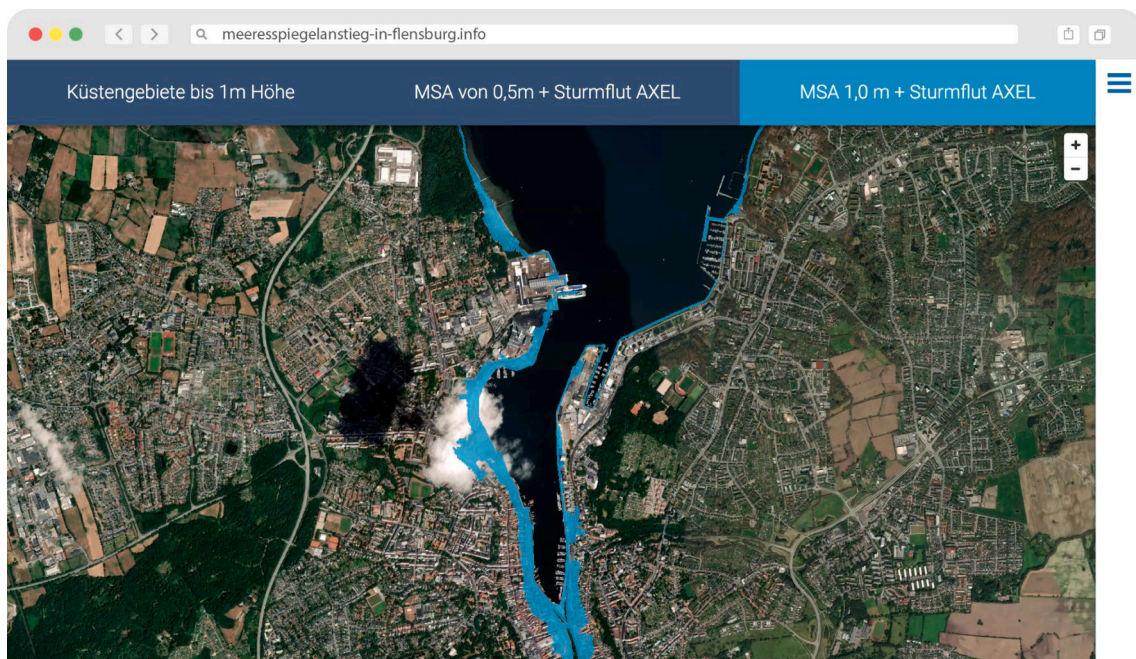 meeresspiegelanstieg-in-flensburg.info
Küstengebiete bis 1m Höhe
MSA von 0,5m + Sturmflut AXEL
MSA 1,0 m + Sturmflut AXEL
+
−